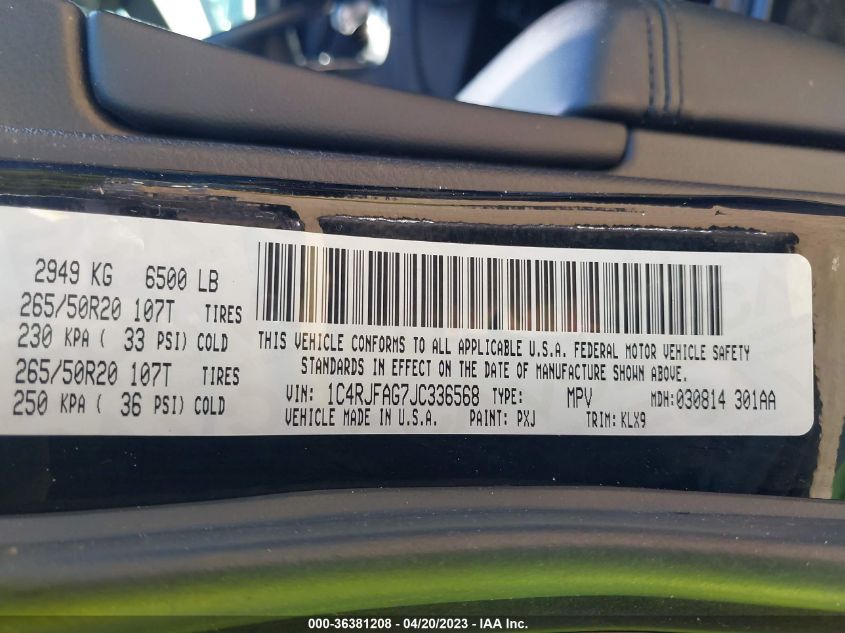 2949 KG 6500 LB
265/50R20 107T TIRES
230 KPA ( 33 PSI) COLD
265/50R20 107T TIRES
250 KPA ( 36 PSI) COLD
THIS VEHICLE CONFORMS TO ALL APPLICABLE U.S.A. FEDERAL MOTOR VEHICLE SAFETY
STANDARDS IN EFFECT ON THE DATE OF MANUFACTURE SHOWN ABOVE.
VIN: 1C4RJFAG7JC336568 TYPE: MPV MDH:030814 301AA
VEHICLE MADE IN U.S.A. PAINT: PXJ TRIM:KLX9
000-36381208 - 04/20/2023 - IAA Inc.